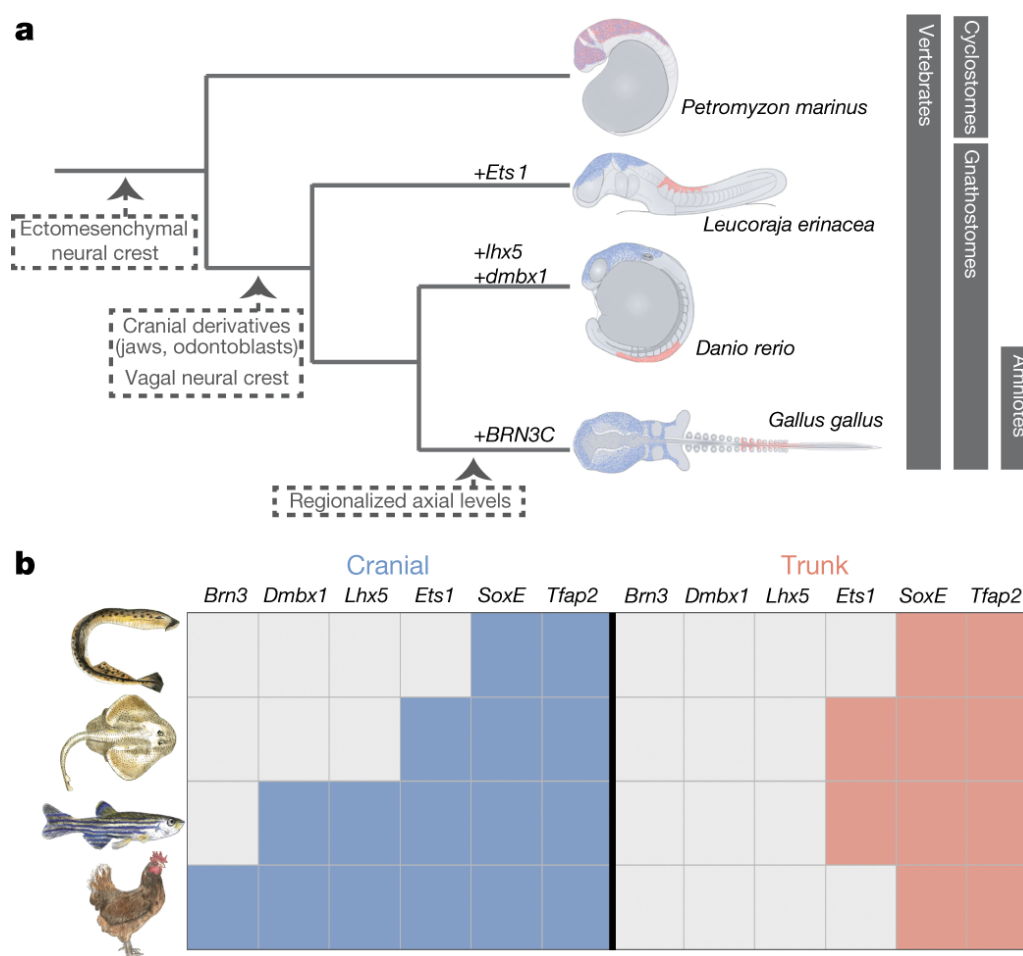 a
Vertebrates
Cyclostomes
Petromyzon marinus
+Ets1
Gnathostomes
Ectomesenchymal
neural crest
Leucoraja erinacea
+lhx5
+dmbx1
Cranial derivatives
(jaws, odontoblasts)
Vagal neural crest
Danio rerio
Amniotes
Gallus gallus
+BRN3C
Regionalized axial levels
b
Cranial
Trunk
Brn3 Dmbx1 Lhx5 Ets1 SoxE Tfap2 Brn3 Dmbx1 Lhx5 Ets1 SoxE Tfap2